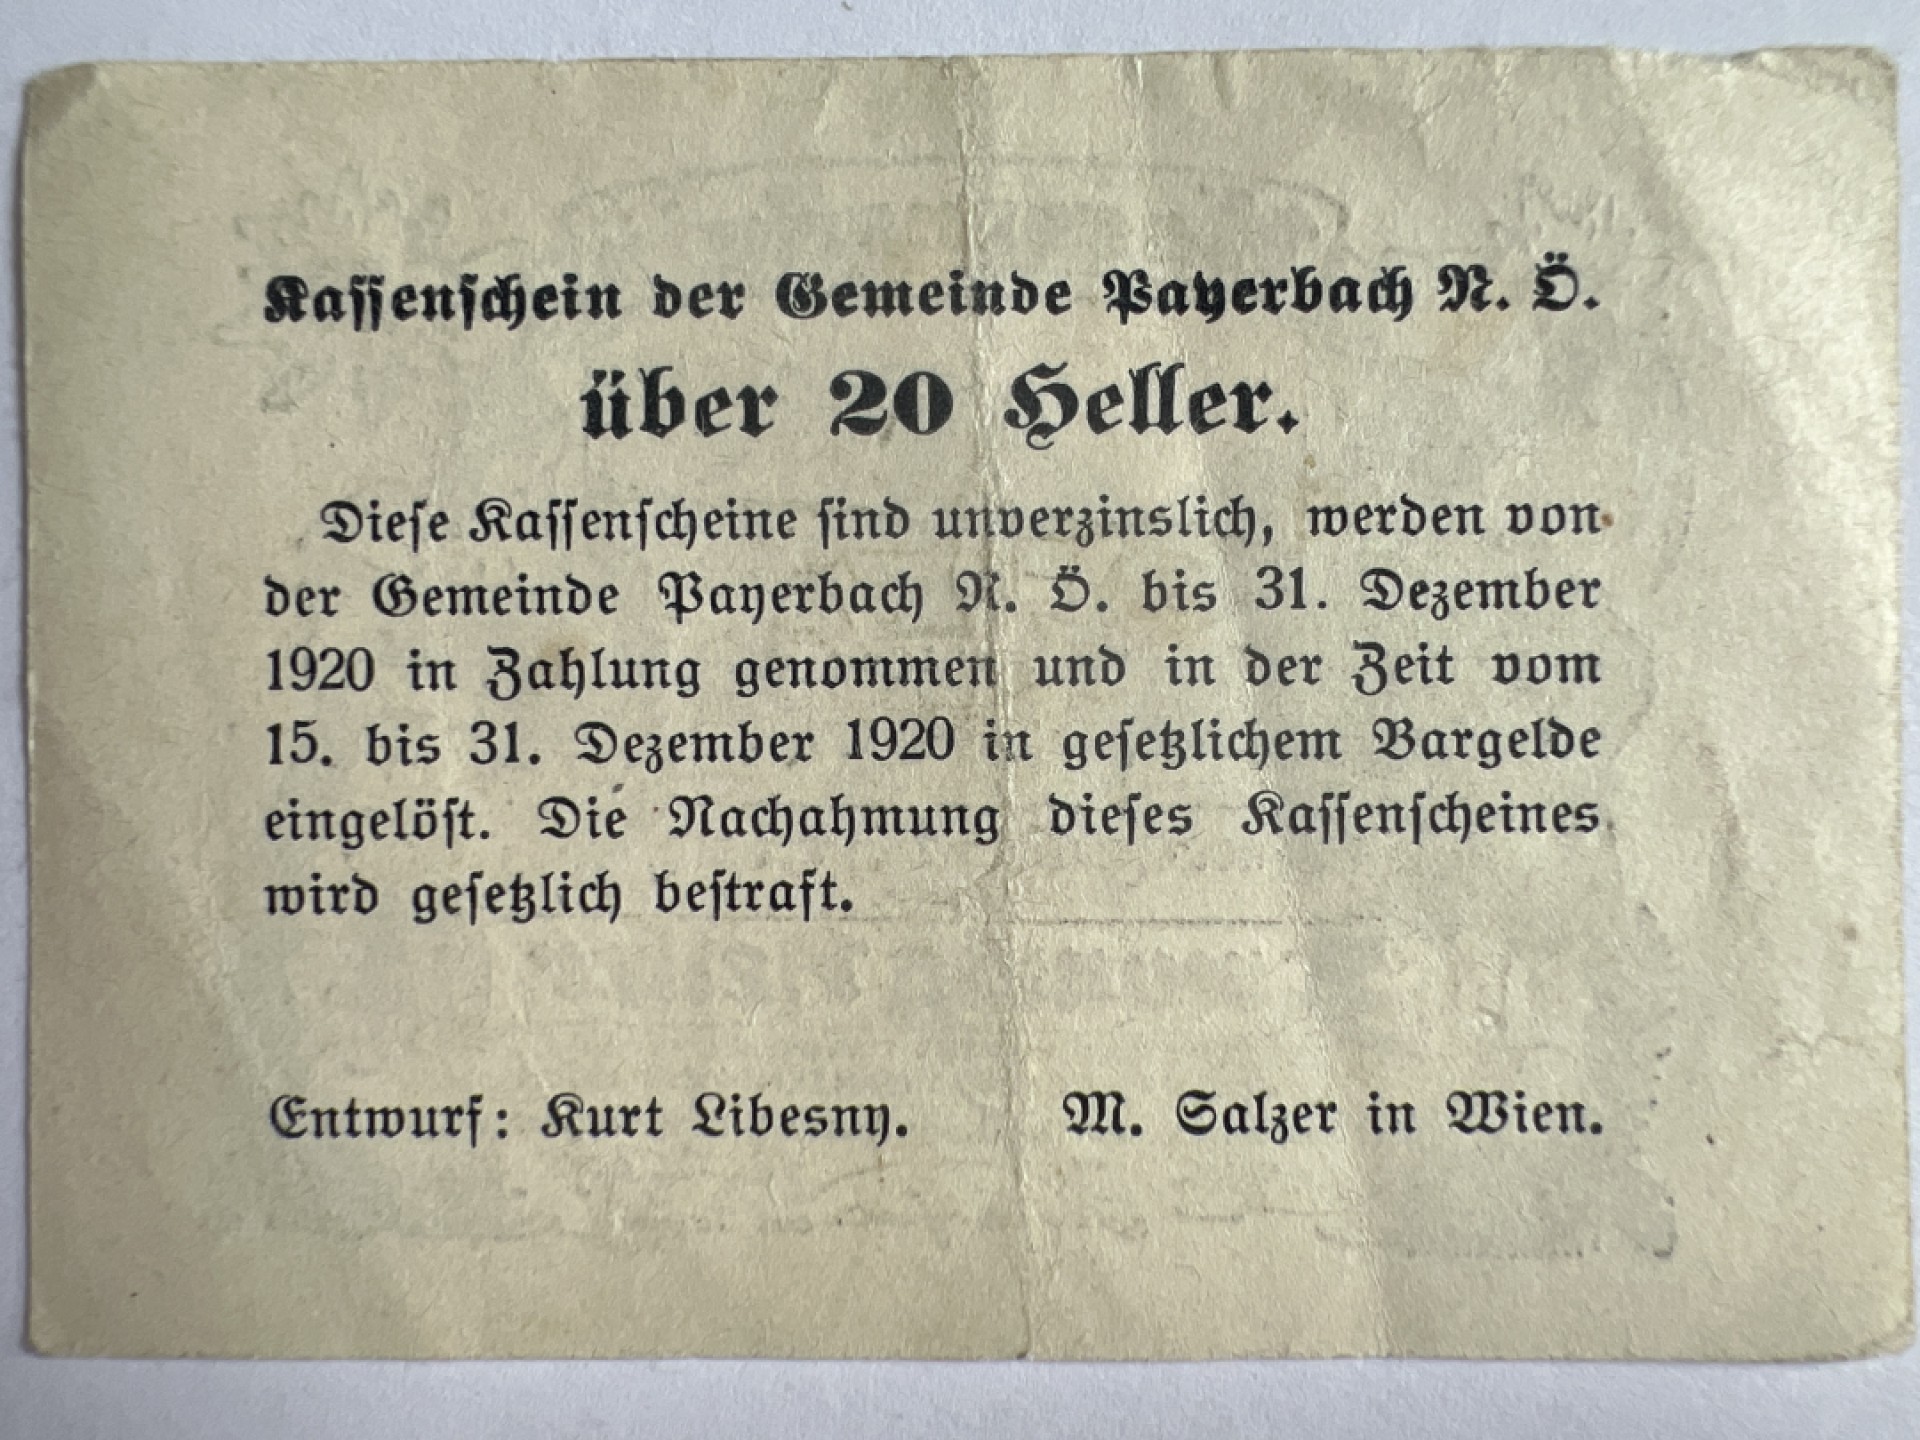 Kassenschein der Gemeinde Payerbach N. Ö.
über 20 Heller.
Diese Kassenscheine sind unverzinslich, werden von
der Gemeinde Payerbach N. Ö. bis 31. Dezember
1920 in Zahlung genommen und in der Zeit vom
15. bis 31. Dezember 1920 in gesetzlichem Bargelde
eingelöst. Die Nachahmung dieses Kassenscheines
wird gesetzlich bestraft.
Entwurf: Kurt Libesny. M. Salzer in Wien.